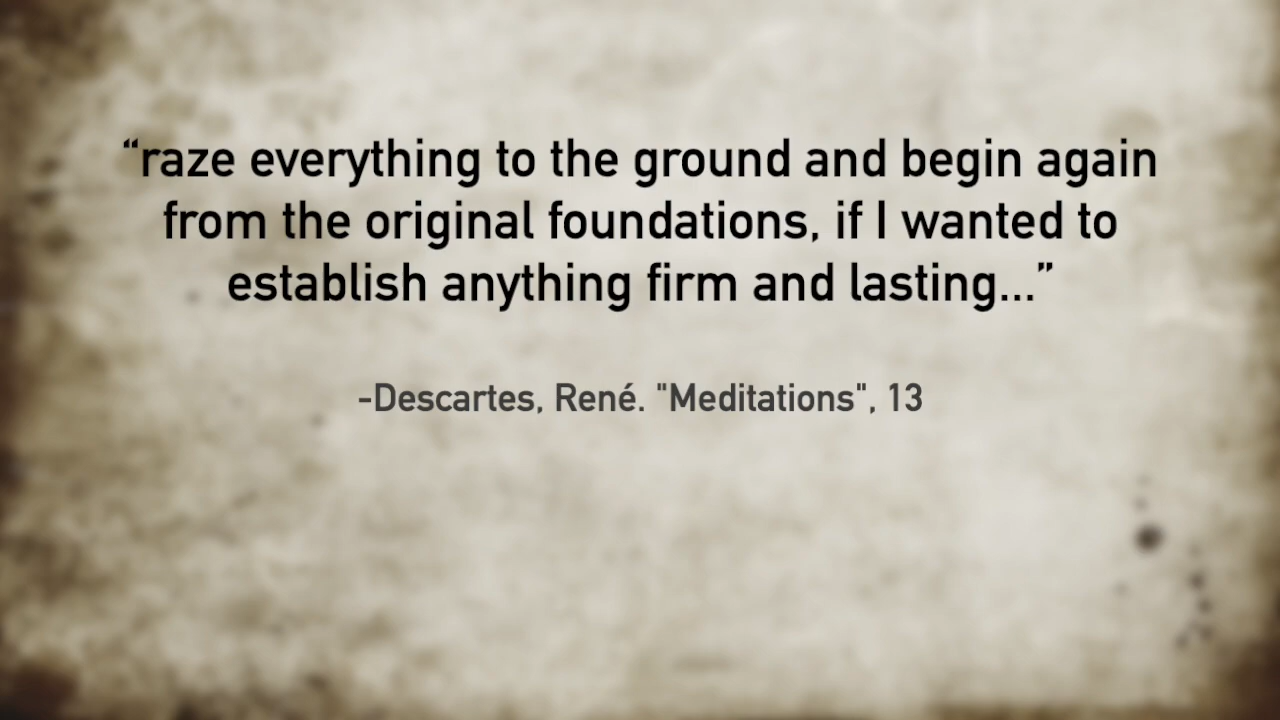 “raze everything to the ground and begin again
from the original foundations, if I wanted to
establish anything firm and lasting...”
-Descartes, René. "Meditations", 13